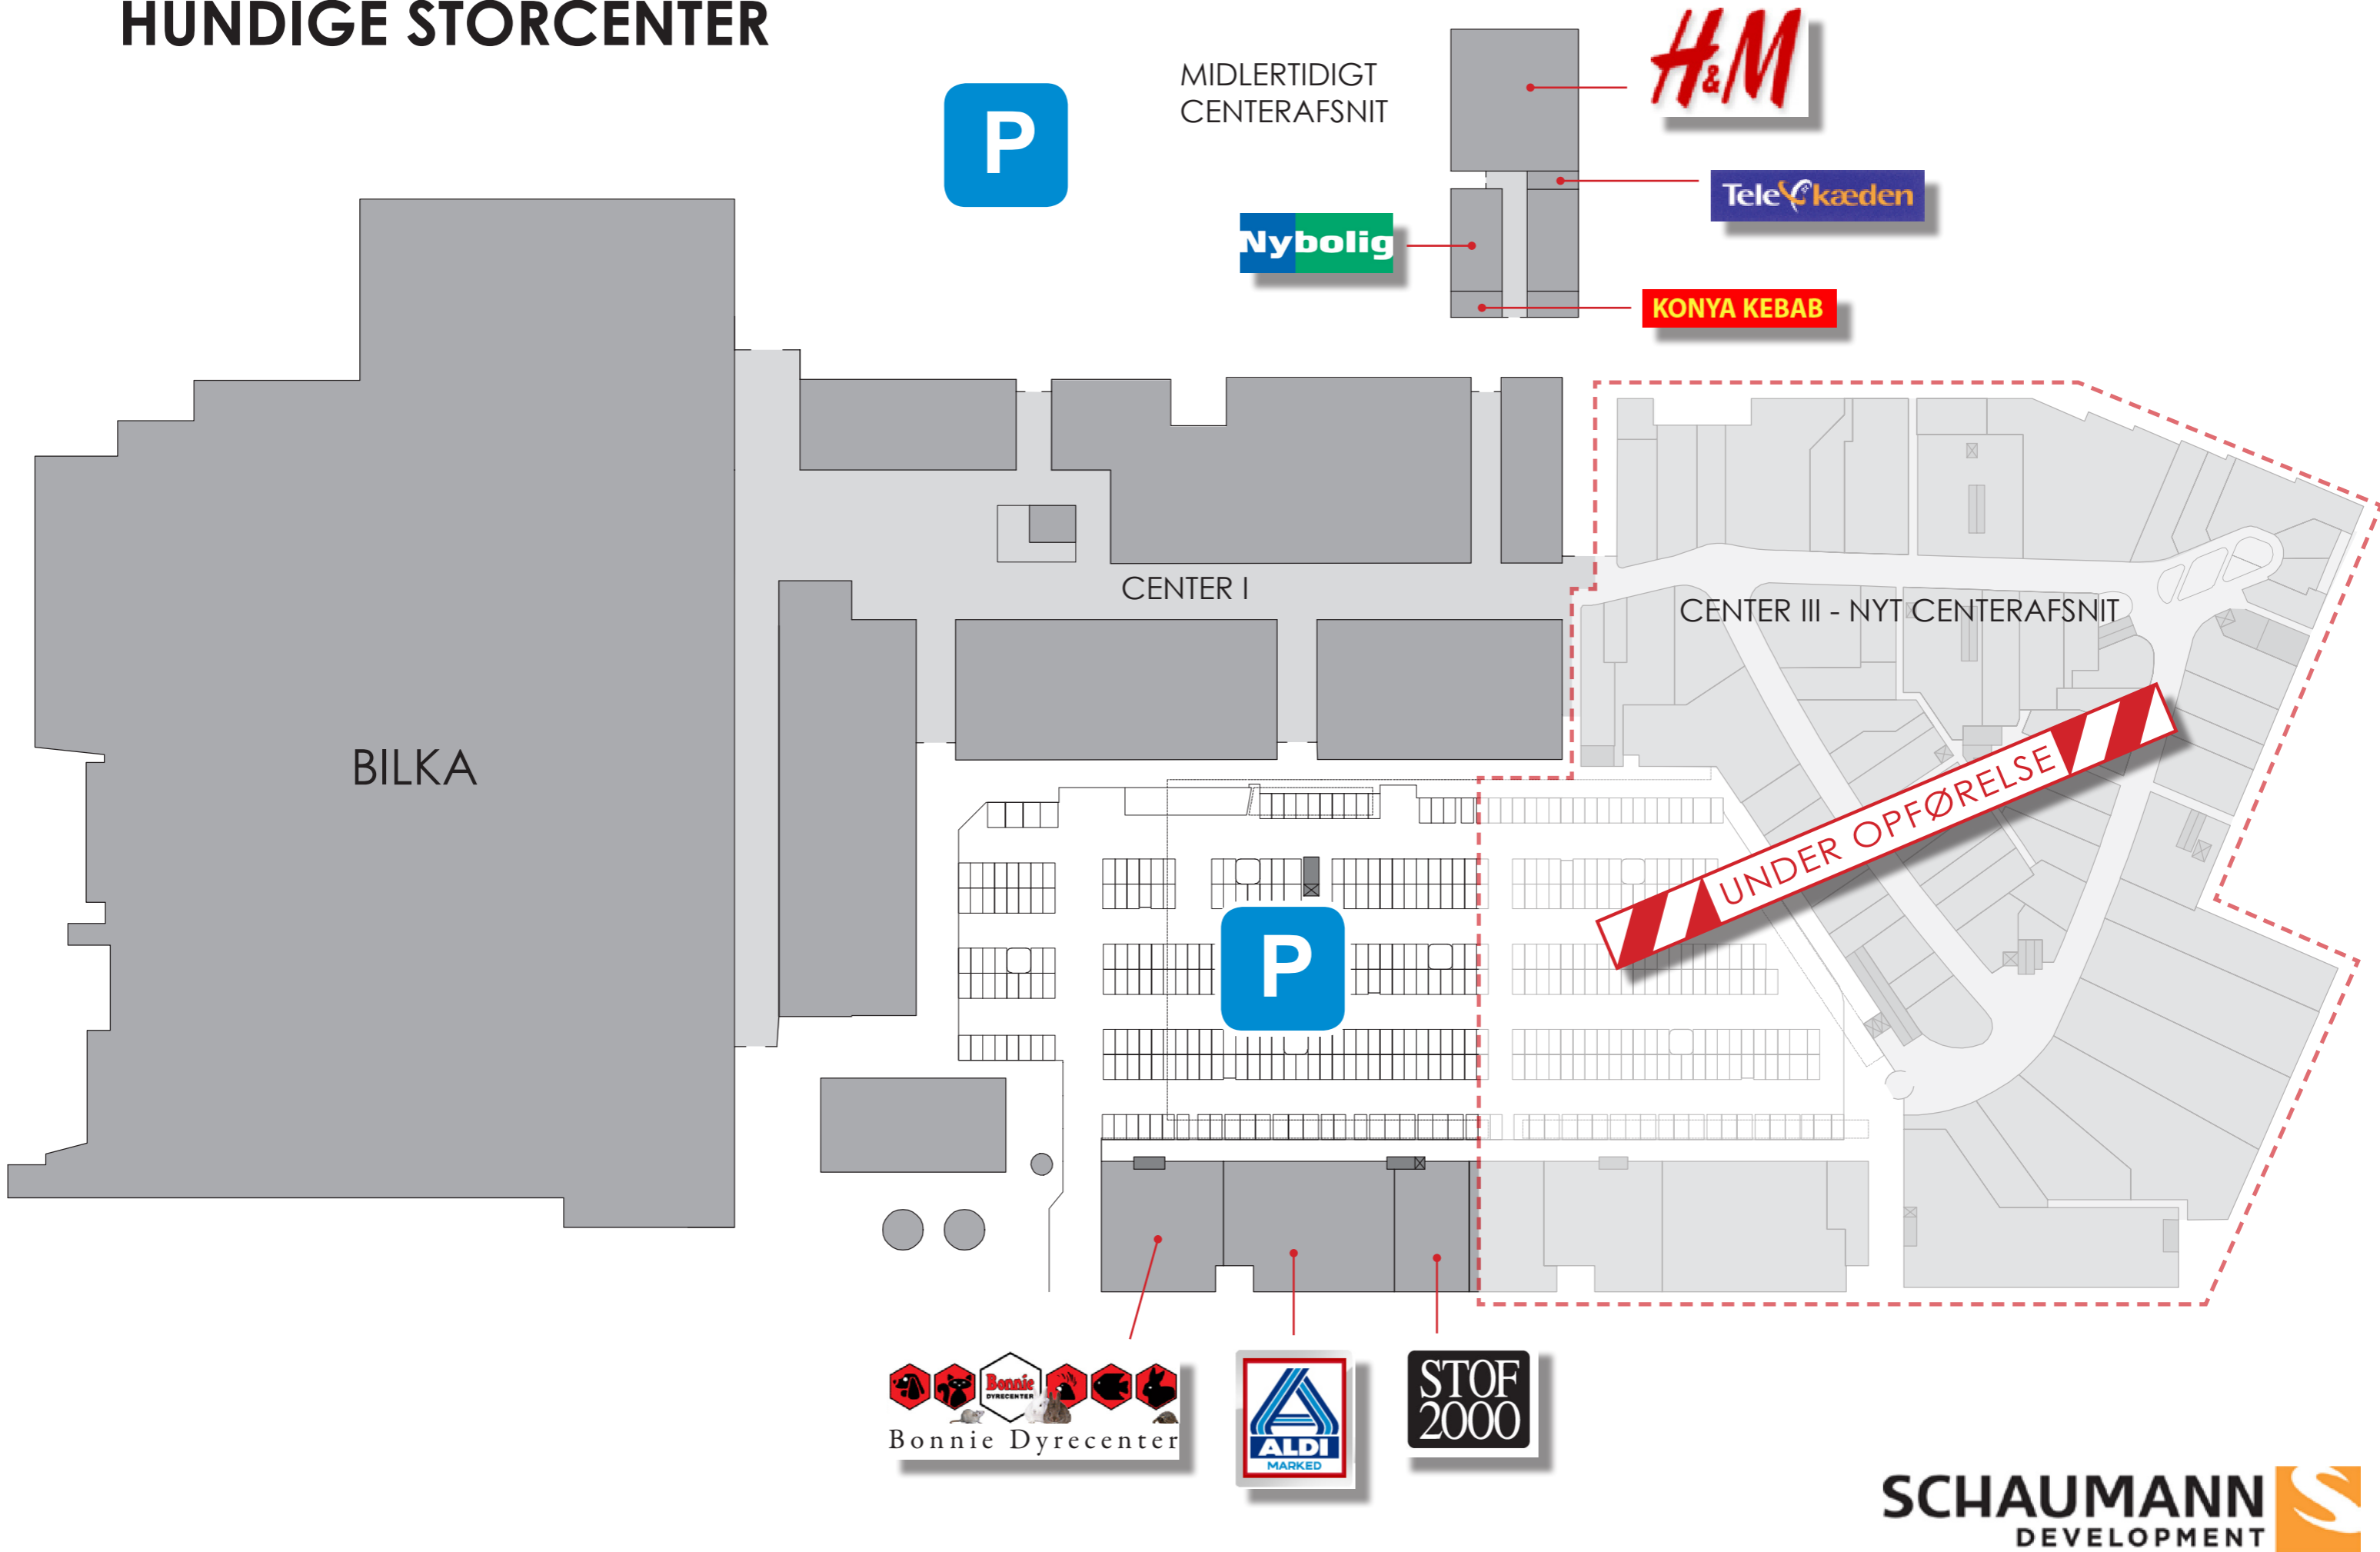 HUNDIGE STORCENTER
P
MIDLERTIDIGT
CENTERAFSNIT
H&M
Telekæden
Nybolig
KONYA KEBAB
CENTER I
CENTER III - NYT CENTERAFSNIT
BILKA
UNDER OPFØRELSE
P
Bonnie
DYRECENTER
Bonnie Dyrecenter
ALDI
MARKED
STOF
2000
SCHAUMANN
DEVELOPMENT